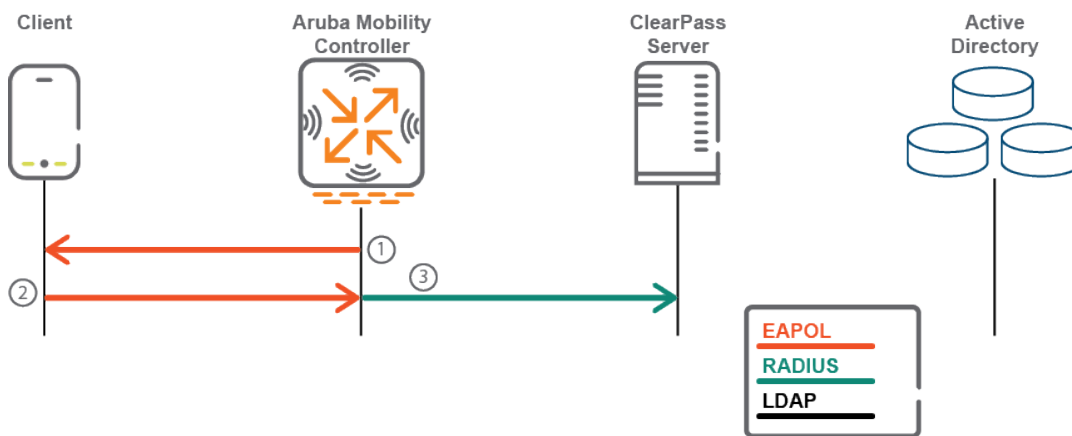 Client
Aruba Mobility
Controller
ClearPass
Server
Active
Directory
1
2
3
EAPOL
RADIUS
LDAP